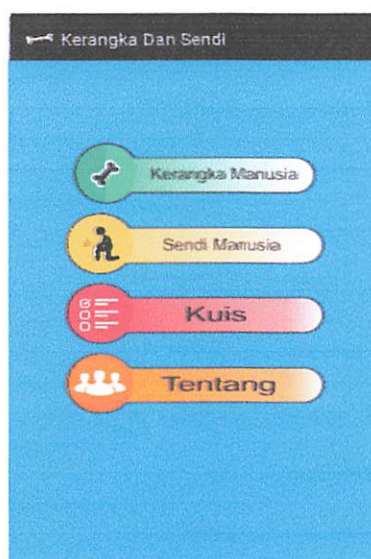 Kerangka Dan Sendi
Kerangka Manusia
Sendi Manusia
Kuis
Tentang